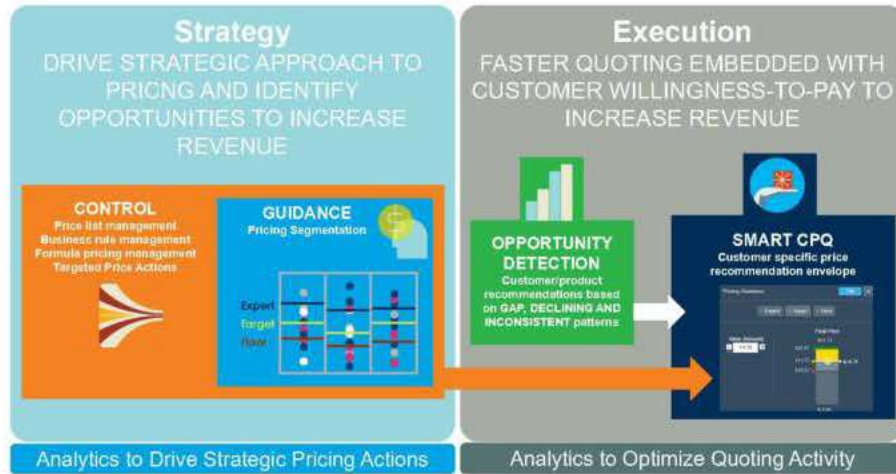 Strategy
DRIVE STRATEGIC APPROACH TO
PRICNG AND IDENTIFY
OPPORTUNITIES TO INCREASE
REVENUE
CONTROL
Price list management
Business rule management
Formula pricing management
Targeted Price Actions
GUIDANCE
Pricing Segmentation
Expert
Target
Floor
Analytics to Drive Strategic Pricing Actions
Execution
FASTER QUOTING EMBEDDED WITH
CUSTOMER WILLINGNESS-TO-PAY TO
INCREASE REVENUE
OPPORTUNITY
DETECTION
Customer/product
recommendations based
on GAP, DECLINING AND
INCONSISTENT patterns
SMART CPQ
Customer specific price
recommendation envelope
Analytics to Optimize Quoting Activity